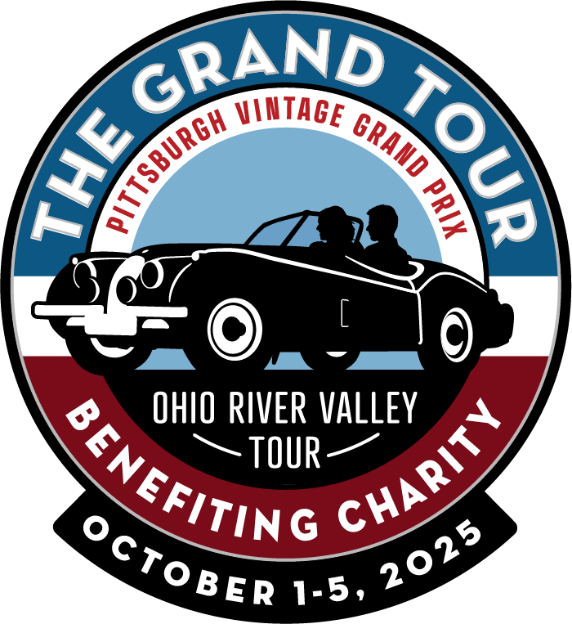 THE GRAND TOUR
PITTSBURGH VINTAGE GRAND PRIX
OHIO RIVER VALLEY
TOUR
BENEFITING CHARITY
OCTOBER 1-5, 2025